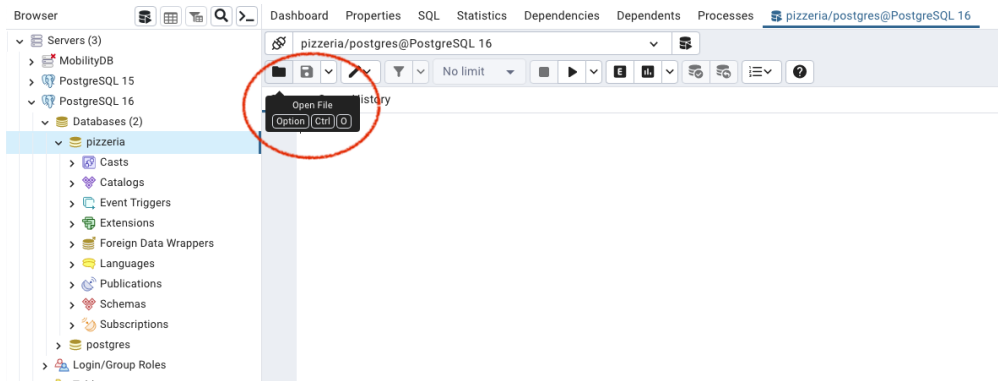 Browser
Dashboard Properties SQL Statistics Dependencies Dependents Processes pizzeria/postgres@PostgreSQL 16
Servers (3)
pizzeria/postgres@PostgreSQL 16
MobilityDB
PostgreSQL 15
No limit
E
PostgreSQL 16
History
Open File
Option Ctrl O
Databases (2)
pizzeria
Casts
Catalogs
Event Triggers
Extensions
Foreign Data Wrappers
Languages
Publications
Schemas
Subscriptions
postgres
Login/Group Roles